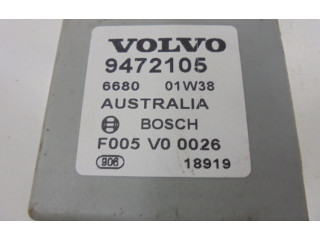 VOLVO
9472105
6680 01W38
AUSTRALIA
BOSCH
F005 V0 0026
906 18919